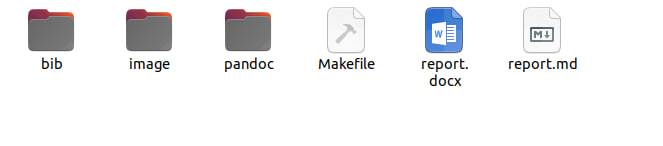 bib
image
pandoc
Makefile
report.
docx
report.md
W
M